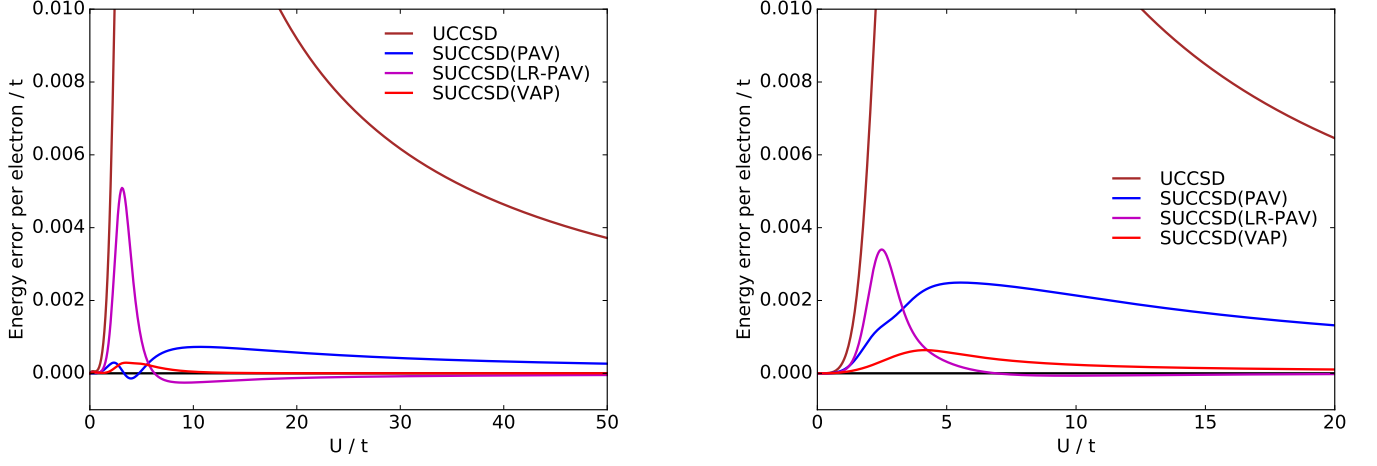 0.010
0.008
0.006
0.004
0.002
0.000
Energy error per electron / t
0
10
20
30
40
50
U / t
UCCSD
SUCCSD(PAV)
SUCCSD(LR-PAV)
SUCCSD(VAP)
0.010
0.008
0.006
0.004
0.002
0.000
Energy error per electron / t
0
5
10
15
20
U / t
UCCSD
SUCCSD(PAV)
SUCCSD(LR-PAV)
SUCCSD(VAP)